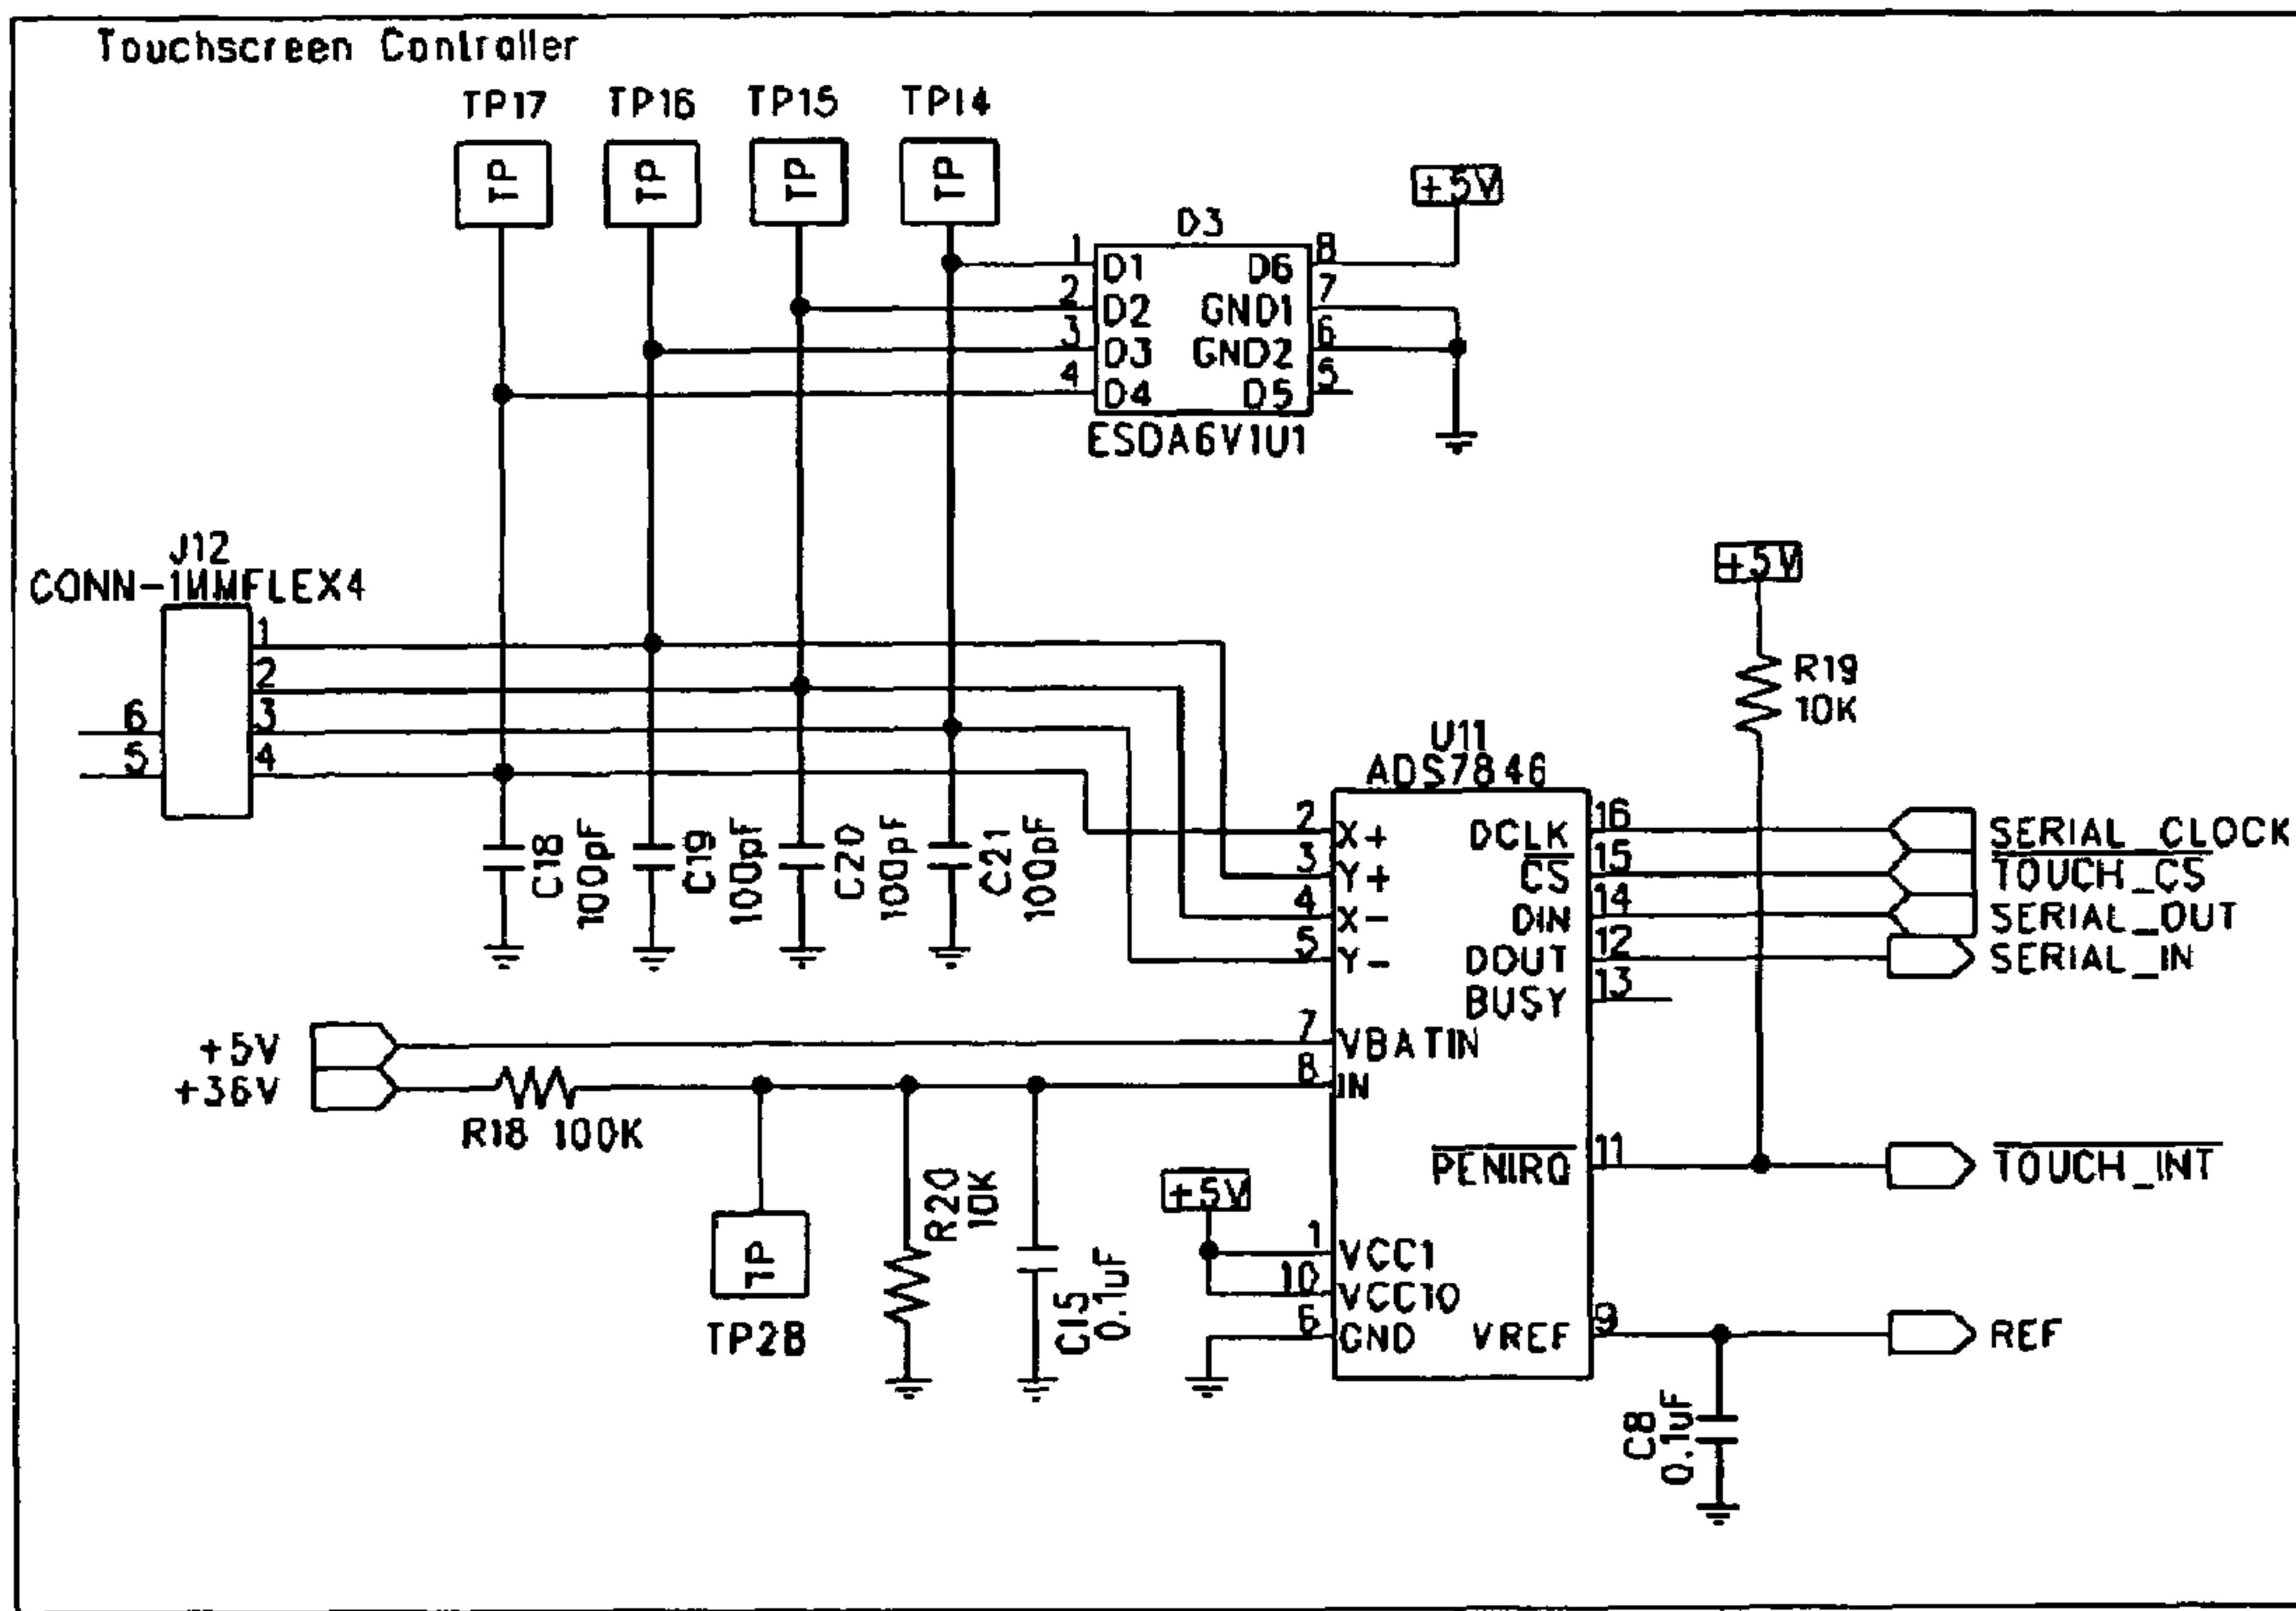 Touchscreen Controller
TP17 TP16 TP15 TP14
TP TP TP TP
+5V
D3
1 D1 D6 8
2 D2 GND1 7
3 D3 GND2 6
4 D4 D5 5
ESDA6V1U1
J12
CONN-1MMFLEX4
1
2
6 3
5 4
+5V
R19
10K
U11
ADS7846
C18 100pF C19 100pF C20 100pF C21 100pF
2 X+ DCLK 16 SERIAL_CLOCK
3 Y+ CS 15 TOUCH_CS
4 X- DIN 14 SERIAL_OUT
5 Y- DOUT 12 SERIAL_IN
BUSY 13
+5V 7 VBATIN
+36V 8 IN
R18 100K
PENIRQ 11 TOUCH_INT
R20 10K
+5V
TP
TP28
C15 0.1uF
1 VCC1
10 VCC10
6 GND VREF 9 REF
C8 0.1uF